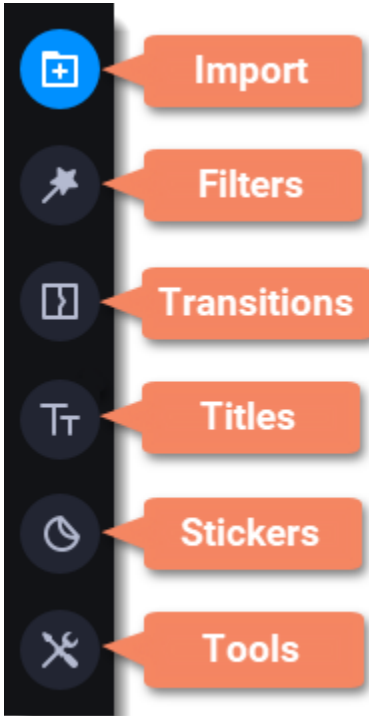 Import
Filters
Transitions
Titles
Stickers
Tools